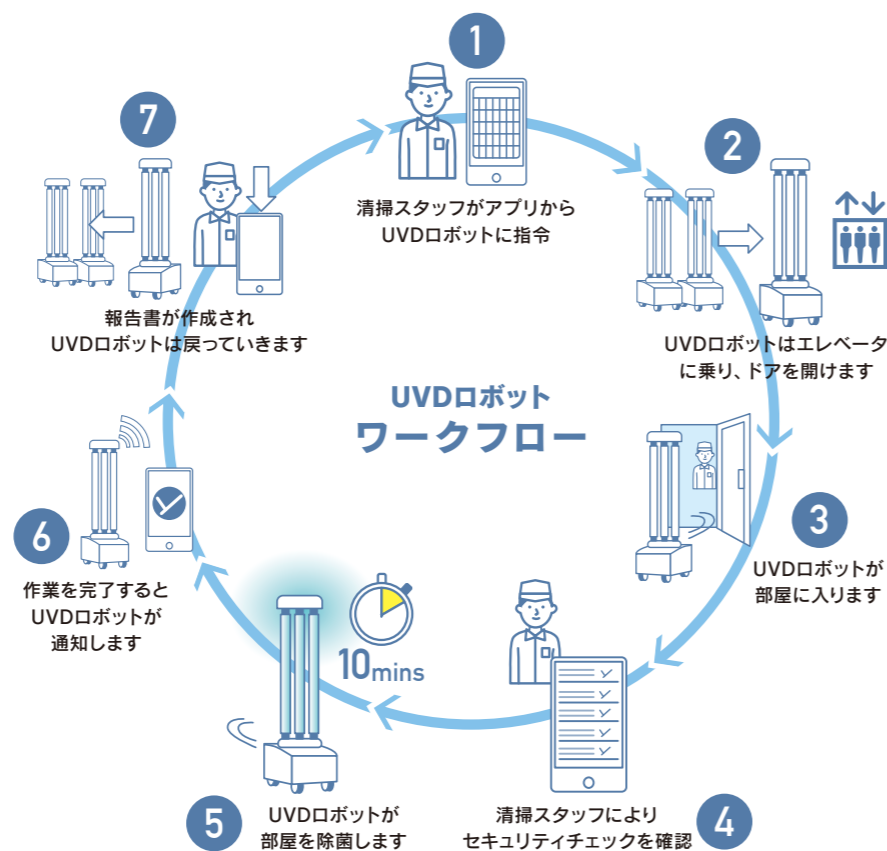 UVDロボット
ワークフロー
1
清掃スタッフがアプリから
UVDロボットに指令
2
UVDロボットはエレベータ
に乗り、ドアを開けます
3
UVDロボットが
部屋に入ります
4
清掃スタッフにより
セキュリティチェックを確認
5
10mins
UVDロボットが
部屋を除菌します
6
作業を完了すると
UVDロボットが
通知します
7
報告書が作成され
UVDロボットは戻っていきます